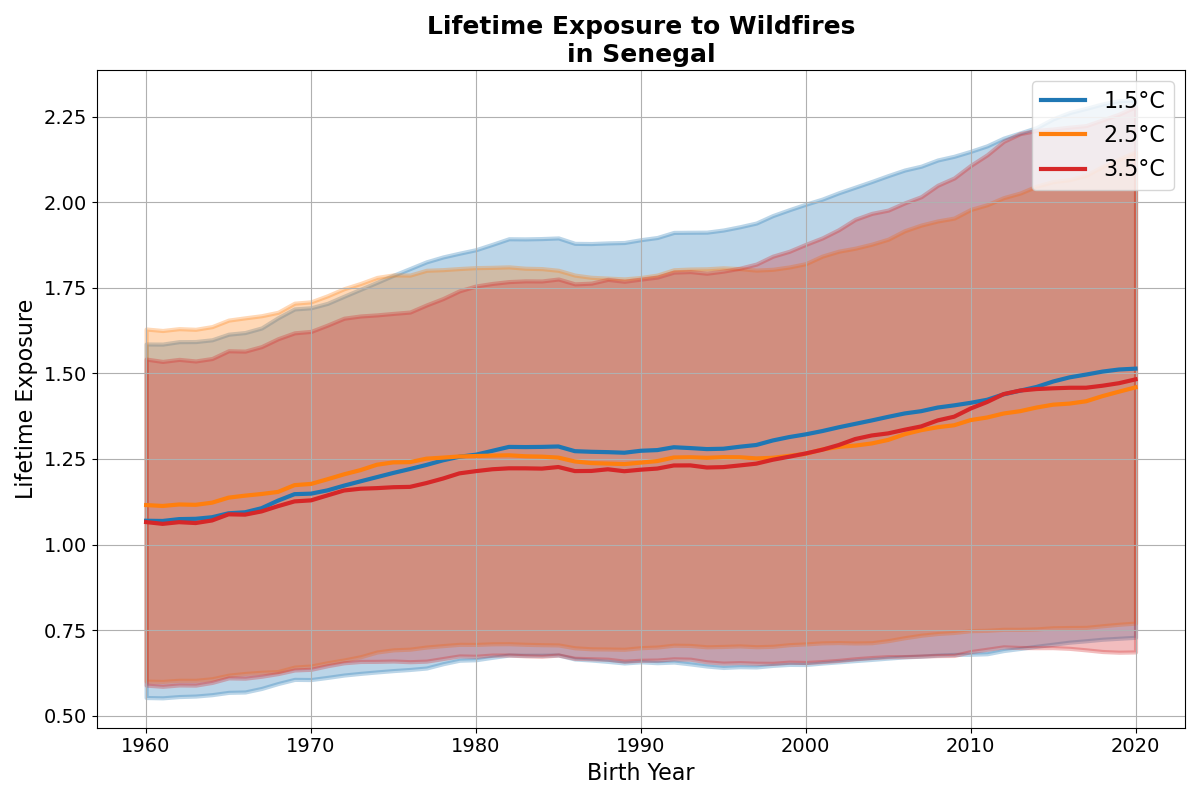 Lifetime Exposure to Wildfires
in Senegal
1.5°C
2.5°C
3.5°C
Lifetime Exposure
2.25
2.00
1.75
1.50
1.25
1.00
0.75
0.50
1960 1970 1980 1990 2000 2010 2020
Birth Year